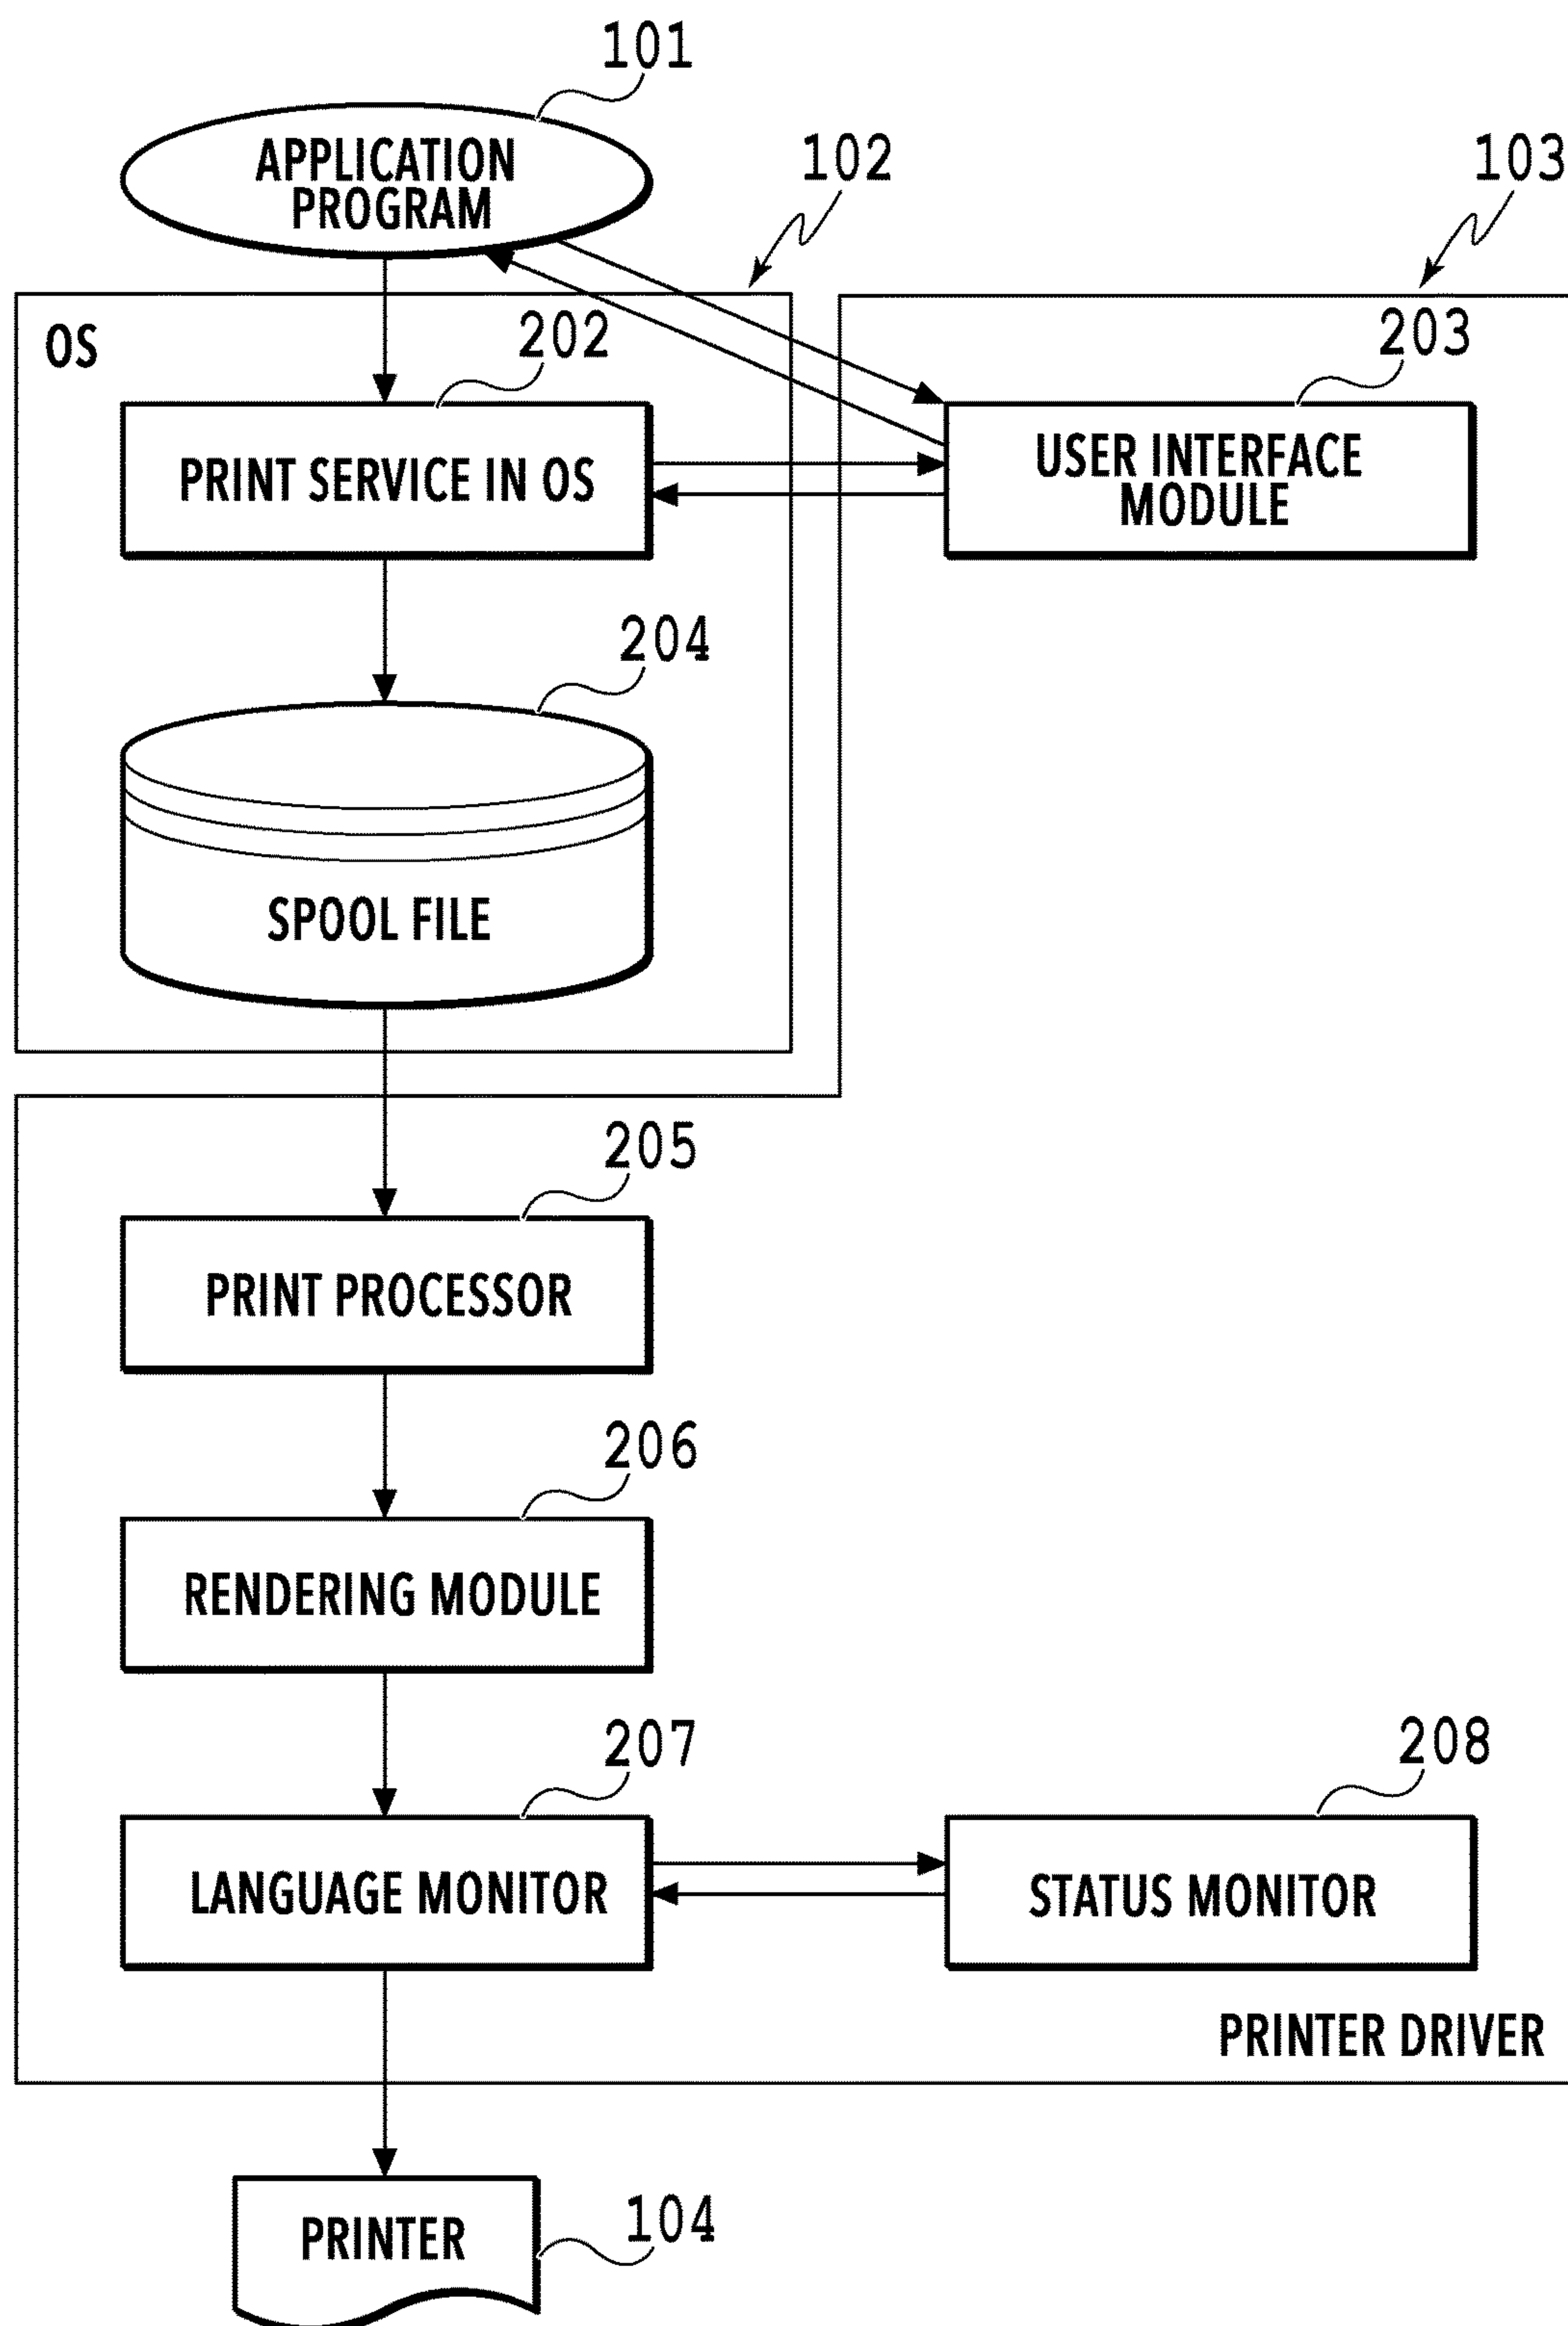 101
APPLICATION
PROGRAM
102
103
OS
202
203
PRINT SERVICE IN OS
USER INTERFACE
MODULE
204
SPOOL FILE
205
PRINT PROCESSOR
206
RENDERING MODULE
207
208
LANGUAGE MONITOR
STATUS MONITOR
PRINTER DRIVER
PRINTER
104